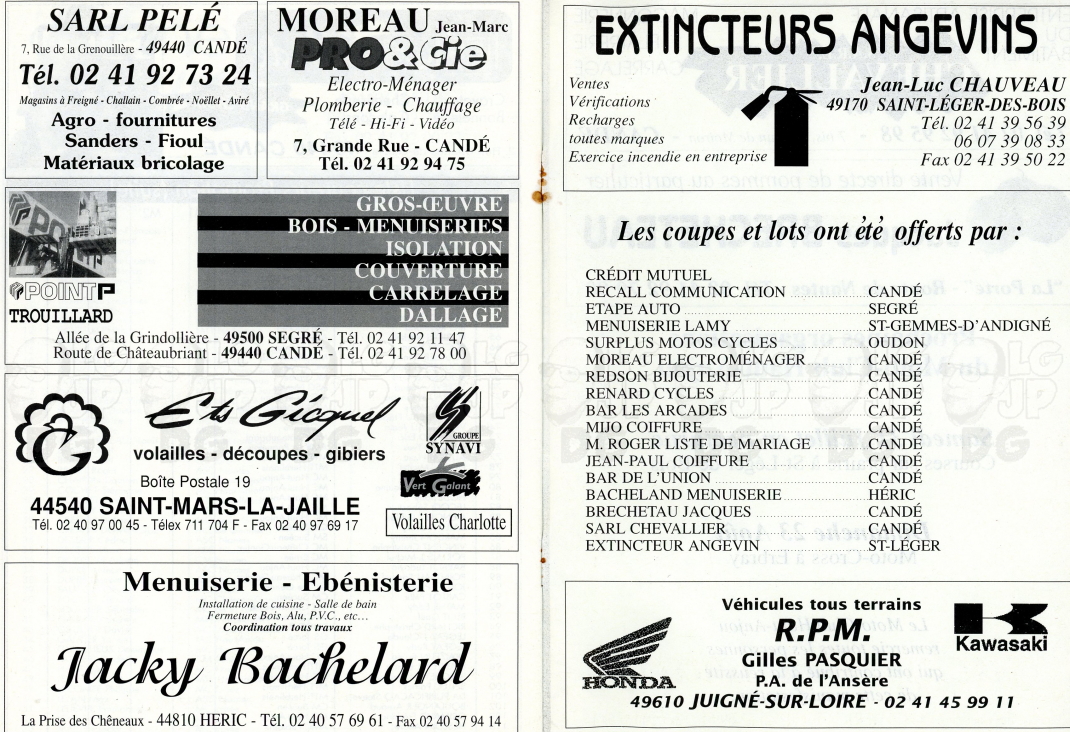 SARL PELÉ
7, Rue de la Grenouillère - 49440 CANDÉ
Tél. 02 41 92 73 24
Magasins à Freigné - Challain - Combrée - Noëllet - Aviré
Agro - fournitures
Sanders - Fioul
Matériaux bricolage
MOREAU Jean-Marc
PRO & Cie
Electro-Ménager
Plomberie - Chauffage
Télé - Hi-Fi - Vidéo
7, Grande Rue - CANDÉ
Tél. 02 41 92 94 75
GROS-ŒUVRE
BOIS - MENUISERIES
ISOLATION
COUVERTURE
CARRELAGE
DALLAGE
POINT P
TROUILLARD
Allée de la Grindollière - 49500 SEGRÉ - Tél. 02 41 92 11 47
Route de Châteaubriant - 49440 CANDÉ - Tél. 02 41 92 78 00
Ets Gicquel
volailles - découpes - gibiers
Boîte Postale 19
44540 SAINT-MARS-LA-JAILLE
Tél. 02 40 97 00 45 - Télex 711 704 F - Fax 02 40 97 69 17
GROUPE
SYNAVI
Vert Galant
Volailles Charlotte
Menuiserie - Ebénisterie
Installation de cuisine - Salle de bain
Fermeture Bois, Alu, P.V.C., etc…
Coordination tous travaux
Jacky Bachelard
La Prise des Chêneaux - 44810 HERIC - Tél. 02 40 57 69 61 - Fax 02 40 57 94 14
EXTINCTEURS ANGEVINS
Ventes
Vérifications
Recharges
toutes marques
Exercice incendie en entreprise
Jean-Luc CHAUVEAU
49170 SAINT-LÉGER-DES-BOIS
Tél. 02 41 39 56 39
06 07 39 08 33
Fax 02 41 39 50 22
Les coupes et lots ont été offerts par :
CRÉDIT MUTUEL
RECALL COMMUNICATION CANDÉ
ETAPE AUTO SEGRÉ
MENUISERIE LAMY ST-GEMMES-D'ANDIGNÉ
SURPLUS MOTOS CYCLES OUDON
MOREAU ELECTROMÉNAGER CANDÉ
REDSON BIJOUTERIE CANDÉ
RENARD CYCLES CANDÉ
BAR LES ARCADES CANDÉ
MIJO COIFFURE CANDÉ
M. ROGER LISTE DE MARIAGE CANDÉ
JEAN-PAUL COIFFURE CANDÉ
BAR DE L'UNION CANDÉ
BACHELAND MENUISERIE HÉRIC
BRECHETAU JACQUES CANDÉ
SARL CHEVALLIER CANDÉ
EXTINCTEUR ANGEVIN ST-LÉGER
HONDA
Véhicules tous terrains
R.P.M.
Gilles PASQUIER
P.A. de l'Ansère
49610 JUIGNÉ-SUR-LOIRE - 02 41 45 99 11
Kawasaki